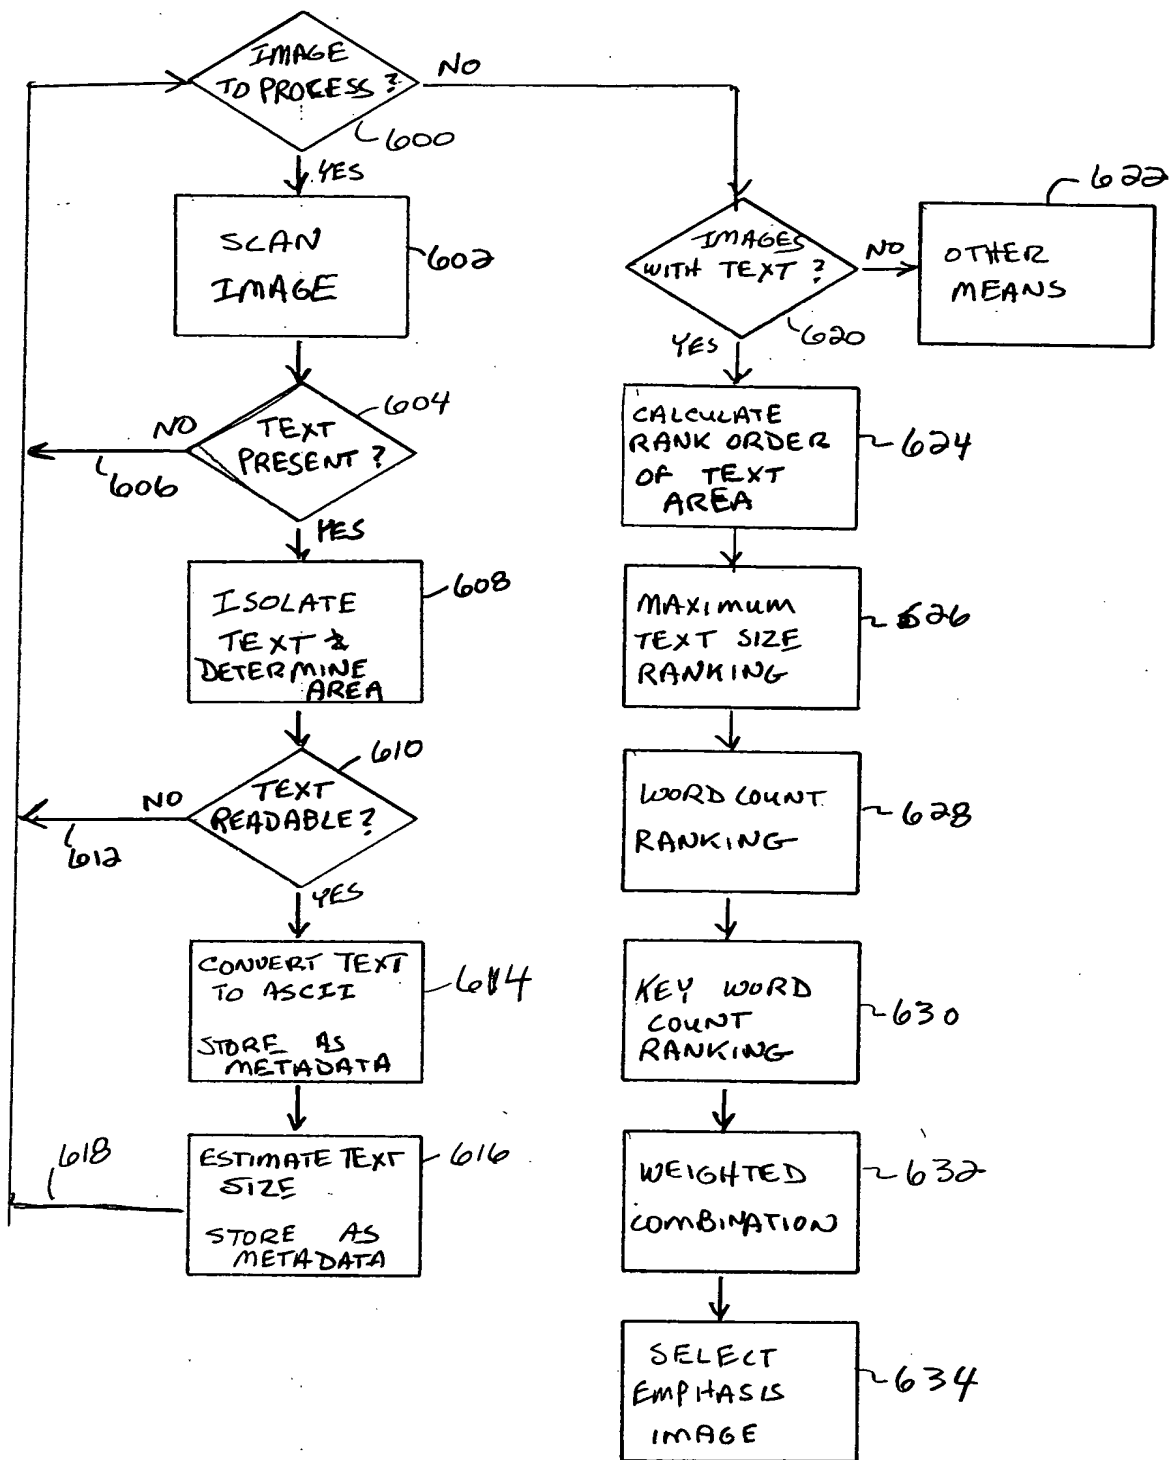 IMAGE
TO PROCESS?
600
NO
YES
SCAN
IMAGE
602
TEXT
PRESENT?
604
NO
606
YES
ISOLATE
TEXT &
DETERMINE
AREA
608
TEXT
READABLE?
610
NO
612
YES
CONVERT TEXT
TO ASCII
STORE AS
METADATA
614
ESTIMATE TEXT
SIZE
STORE AS
METADATA
616
618
IMAGES
WITH TEXT?
620
NO
OTHER
MEANS
622
YES
CALCULATE
RANK ORDER
OF TEXT
AREA
624
MAXIMUM
TEXT SIZE
RANKING
626
WORD COUNT
RANKING
628
KEY WORD
COUNT
RANKING
630
WEIGHTED
COMBINATION
632
SELECT
EMPHASIS
IMAGE
634